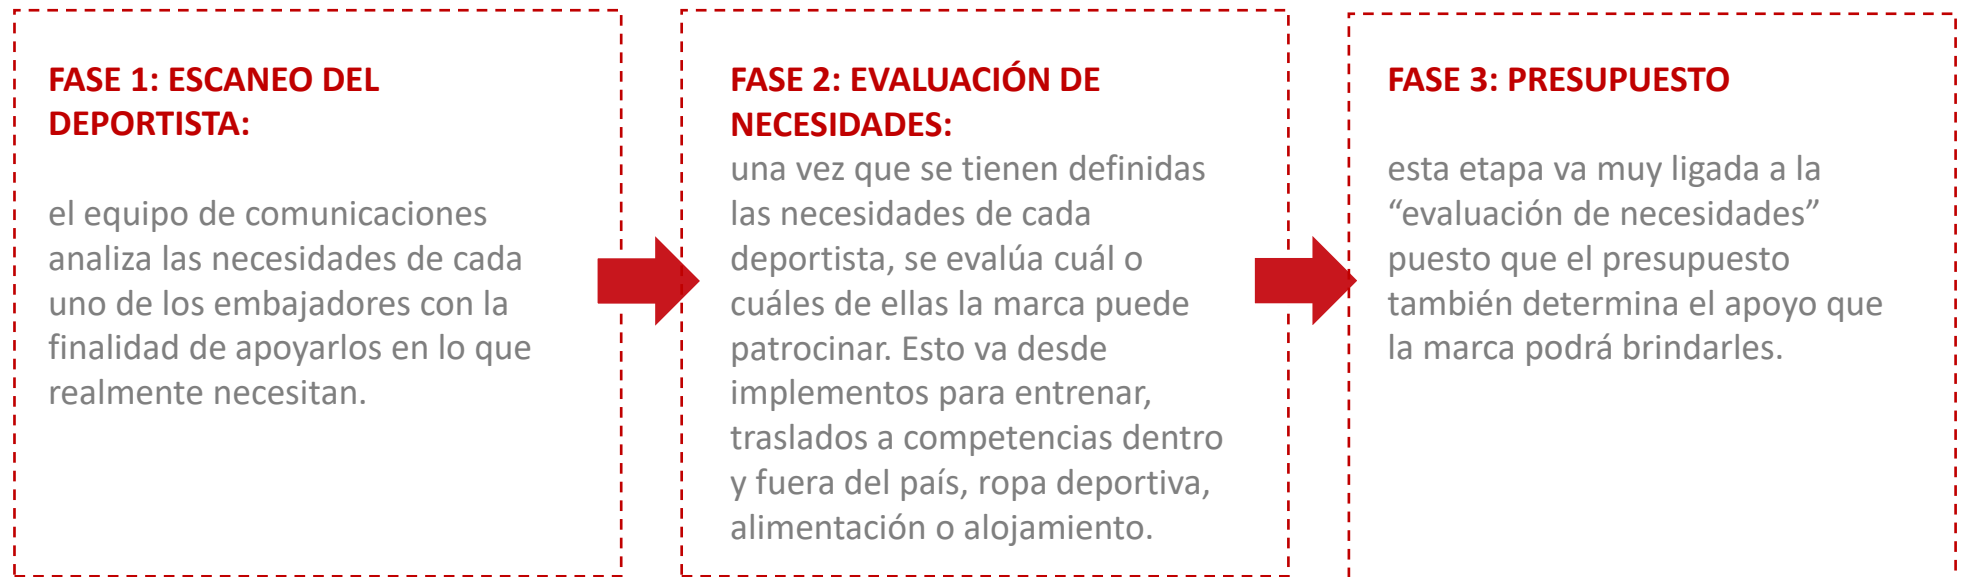 FASE 1: ESCANEO DEL
DEPORTISTA:
el equipo de comunicaciones
analiza las necesidades de cada
uno de los embajadores con la
finalidad de apoyarlos en lo que
realmente necesitan.
FASE 2: EVALUACIÓN DE
NECESIDADES:
una vez que se tienen definidas
las necesidades de cada
deportista, se evalúa cuál o
cuáles de ellas la marca puede
patrocinar. Esto va desde
implementos para entrenar,
traslados a competencias dentro
y fuera del país, ropa deportiva,
alimentación o alojamiento.
FASE 3: PRESUPUESTO
esta etapa va muy ligada a la
“evaluación de necesidades”
puesto que el presupuesto
también determina el apoyo que
la marca podrá brindarles.